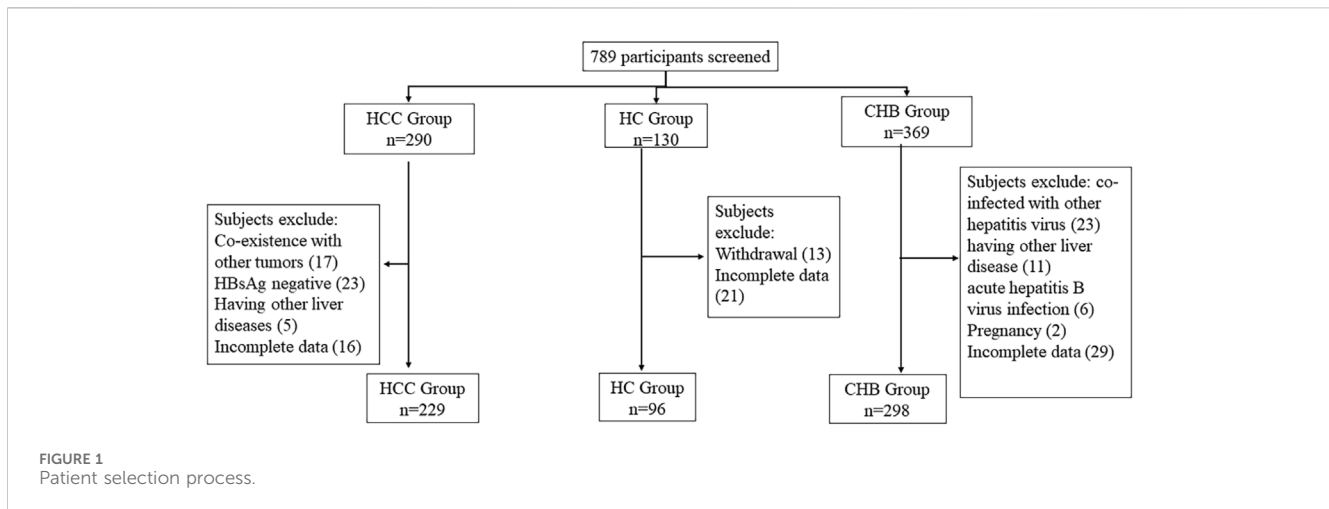 789 participants screened
HCC Group
n=290
HC Group
n=130
CHB Group
n=369
Subjects exclude:
Co-existence with
other tumors (17)
HBsAg negative (23)
Having other liver
diseases (5)
Incomplete data (16)
Subjects
exclude:
Withdrawal (13)
Incomplete data
(21)
Subjects exclude: co-
infected with other
hepatitis virus (23)
having other liver
disease (11)
acute hepatitis B
virus infection (6)
Pregnancy (2)
Incomplete data (29)
HCC Group
n=229
HC Group
n=96
CHB Group
n=298
FIGURE 1
Patient selection process.